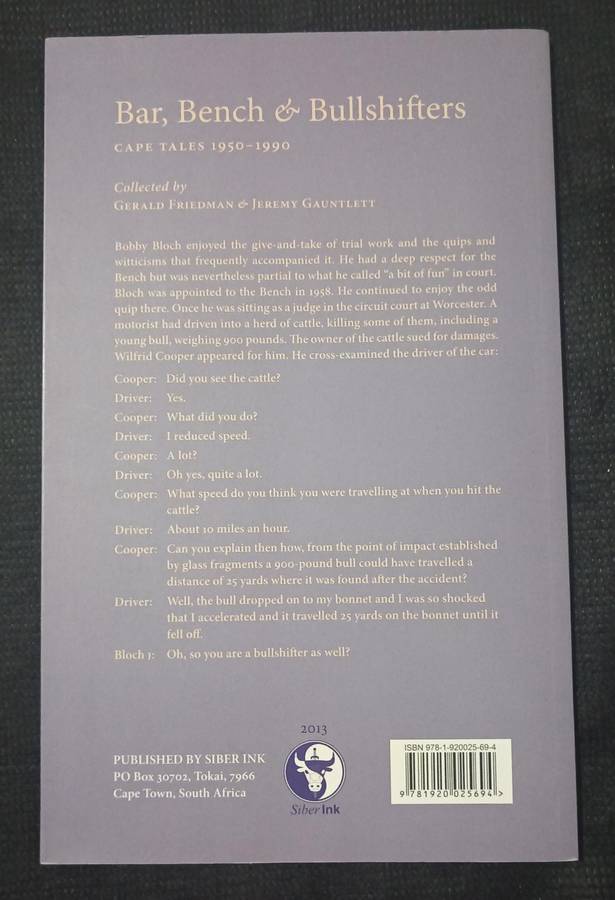 Bar, Bench & Bullshifters
CAPE TALES 1950–1990
Collected by
GERALD FRIEDMAN & JEREMY GAUNTLETT
Bobby Bloch enjoyed the give-and-take of trial work and the quips and
witticisms that frequently accompanied it. He had a deep respect for the
Bench but was nevertheless partial to what he called “a bit of fun” in court.
Bloch was appointed to the Bench in 1958. He continued to enjoy the odd
quip there. Once he was sitting as a judge in the circuit court at Worcester. A
motorist had driven into a herd of cattle, killing some of them, including a
young bull, weighing 900 pounds. The owner of the cattle sued for damages.
Wilfrid Cooper appeared for him. He cross-examined the driver of the car:
Cooper: Did you see the cattle?
Driver: Yes.
Cooper: What did you do?
Driver: I reduced speed.
Cooper: A lot?
Driver: Oh yes, quite a lot.
Cooper: What speed do you think you were travelling at when you hit the
cattle?
Driver: About 10 miles an hour.
Cooper: Can you explain then how, from the point of impact established
by glass fragments a 900-pound bull could have travelled a
distance of 25 yards where it was found after the accident?
Driver: Well, the bull dropped on to my bonnet and I was so shocked
that I accelerated and it travelled 25 yards on the bonnet until it
fell off.
Bloch J: Oh, so you are a bullshifter as well?
2013
PUBLISHED BY SIBER INK
PO Box 30702, Tokai, 7966
Cape Town, South Africa
Siber Ink
ISBN 978-1-920025-69-4
9 781920 025694 >